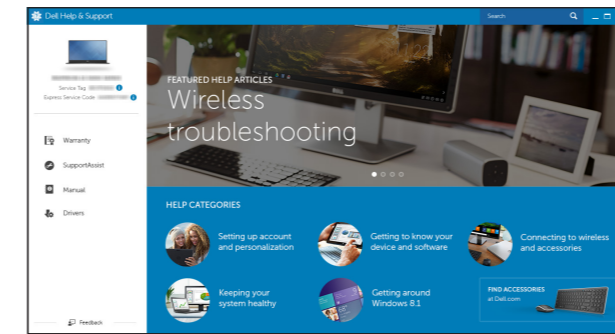 Dell Help & Support
Search
Service Tag
Express Service Code
Warranty
SupportAssist
Manual
Drivers
Feedback
FEATURED HELP ARTICLES
Wireless
troubleshooting
HELP CATEGORIES
Setting up account
and personalization
Getting to know your
device and software
Connecting to wireless
and accessories
Keeping your
system healthy
Getting around
Windows 8.1
FIND ACCESSORIES
at Dell.com